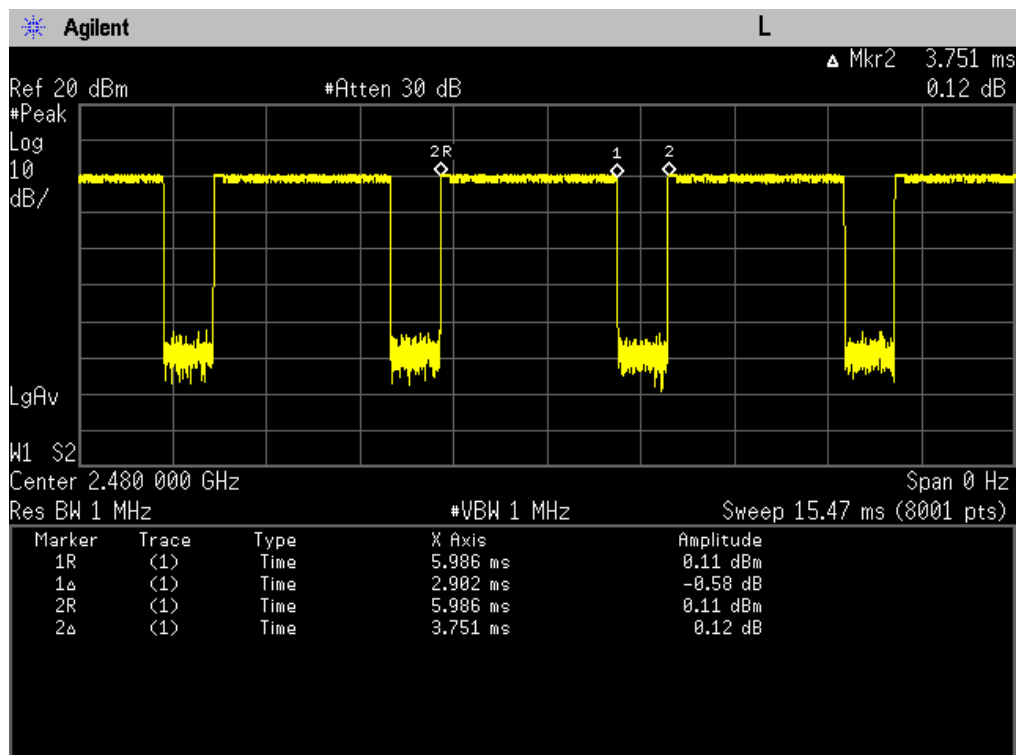 Agilent L
Δ Mkr2 3.751 ms
Ref 20 dBm #Atten 30 dB 0.12 dB
#Peak
Log
10
dB/
2R 1 2
LgAv
W1 S2
Center 2.480 000 GHz Span 0 Hz
Res BW 1 MHz #VBW 1 MHz Sweep 15.47 ms (8001 pts)
Marker Trace Type X Axis Amplitude
1R (1) Time 5.986 ms 0.11 dBm
1Δ (1) Time 2.902 ms -0.58 dB
2R (1) Time 5.986 ms 0.11 dBm
2Δ (1) Time 3.751 ms 0.12 dB